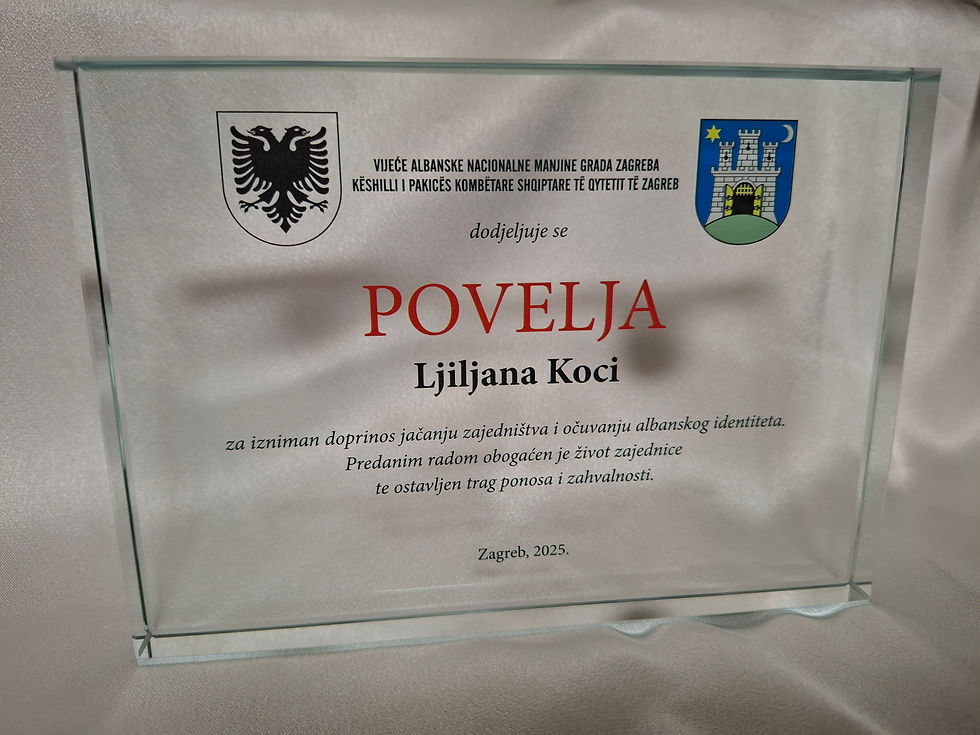 VIJEĆE ALBANSKE NACIONALNE MANJINE GRADA ZAGREBA
KËSHILLI I PAKICËS KOMBËTARE SHQIPTARE TË QYTETIT TË ZAGREB
dodjeljuje se
POVELJA
Ljiljana Koci
za izniman doprinos jačanju zajedništva i očuvanju albanskog identiteta.
Predanim radom obogaćen je život zajednice
te ostavljen trag ponosa i zahvalnosti.
Zagreb, 2025.